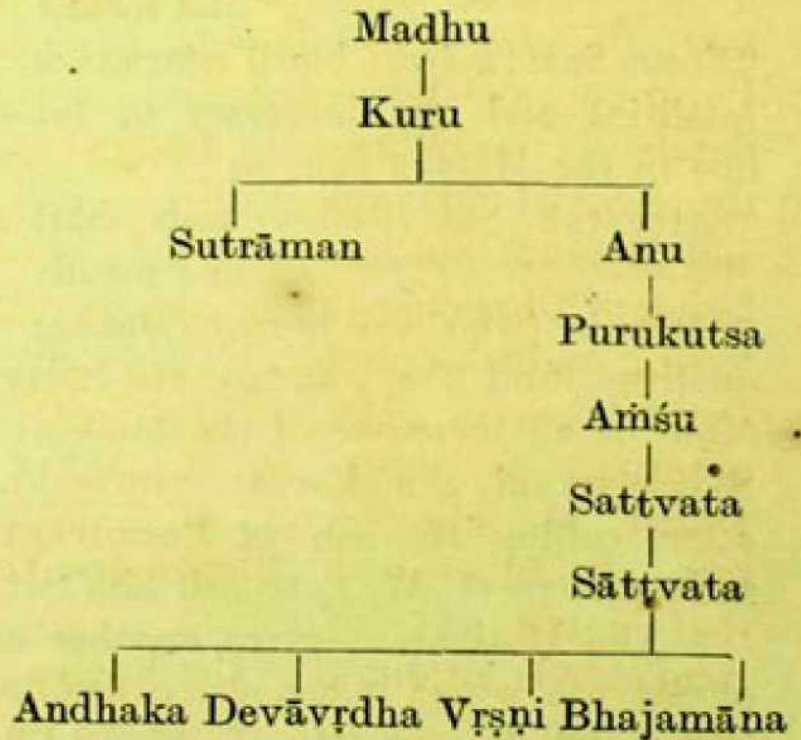 Madhu
Kuru
Sutrāman Anu
Purukutsa
Aṁśu
Sattvata
Sāttvata
Andhaka Devāvṛdha Vṛṣṇi Bhajamāna